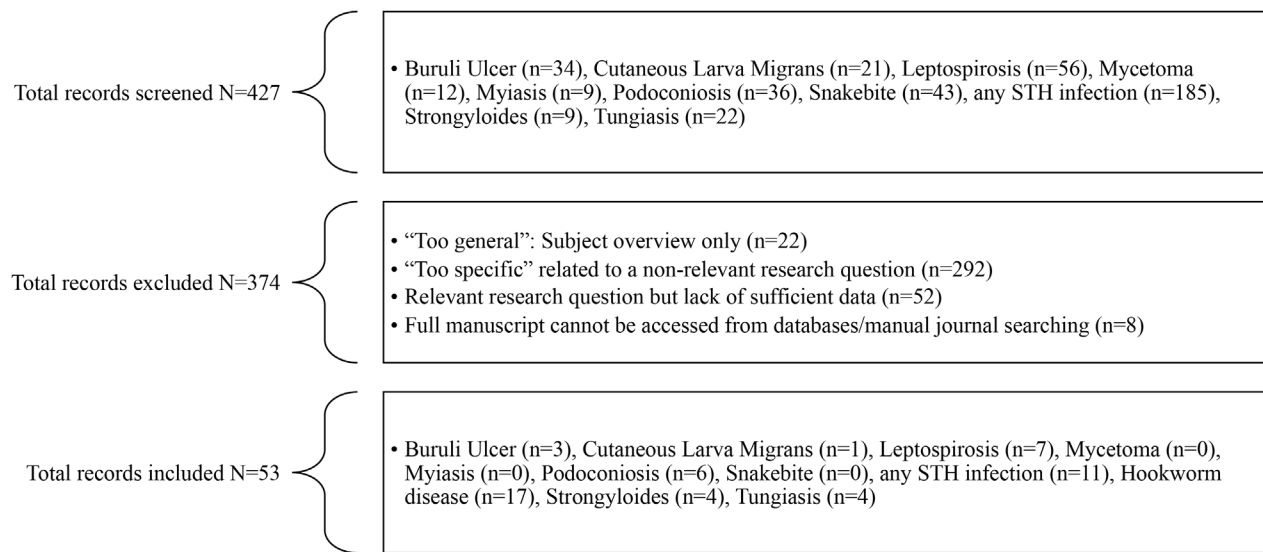 Total records screened N=427
• Buruli Ulcer (n=34), Cutaneous Larva Migrans (n=21), Leptospirosis (n=56), Mycetoma
(n=12), Myiasis (n=9), Podoconiosis (n=36), Snakebite (n=43), any STH infection (n=185),
Strongyloides (n=9), Tungiasis (n=22)
Total records excluded N=374
• “Too general”: Subject overview only (n=22)
• “Too specific” related to a non-relevant research question (n=292)
• Relevant research question but lack of sufficient data (n=52)
• Full manuscript cannot be accessed from databases/manual journal searching (n=8)
Total records included N=53
• Buruli Ulcer (n=3), Cutaneous Larva Migrans (n=1), Leptospirosis (n=7), Mycetoma (n=0),
Myiasis (n=0), Podoconiosis (n=6), Snakebite (n=0), any STH infection (n=11), Hookworm
disease (n=17), Strongyloides (n=4), Tungiasis (n=4)